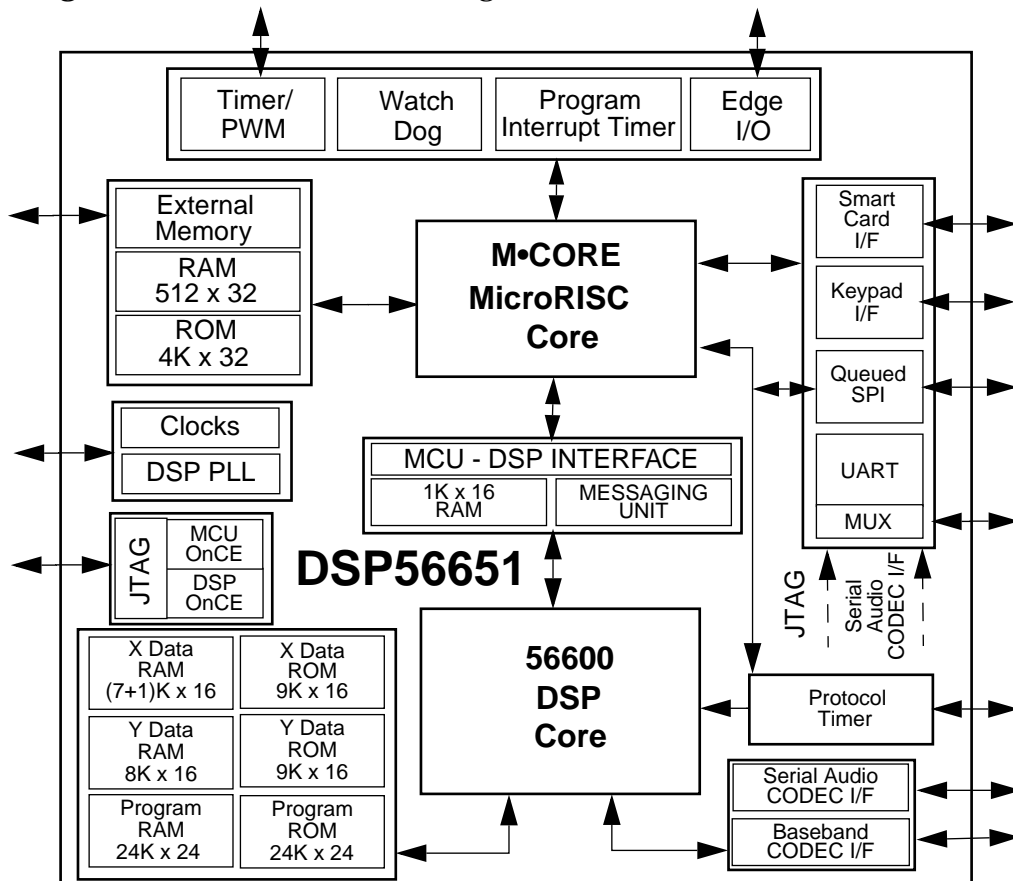 Timer/
PWM
Watch
Dog
Program
Interrupt Timer
Edge
I/O
External
Memory
RAM
512 x 32
ROM
4K x 32
M•CORE
MicroRISC
Core
Smart
Card
I/F
Keypad
I/F
Queued
SPI
UART
MUX
Clocks
DSP PLL
MCU - DSP INTERFACE
1K x 16
RAM
MESSAGING
UNIT
JTAG
MCU
OnCE
DSP
OnCE
DSP56651
JTAG
Serial
Audio
CODEC I/F
X Data
RAM
(7+1)K x 16
X Data
ROM
9K x 16
Y Data
RAM
8K x 16
Y Data
ROM
9K x 16
Program
RAM
24K x 24
Program
ROM
24K x 24
56600
DSP
Core
Protocol
Timer
Serial Audio
CODEC I/F
Baseband
CODEC I/F